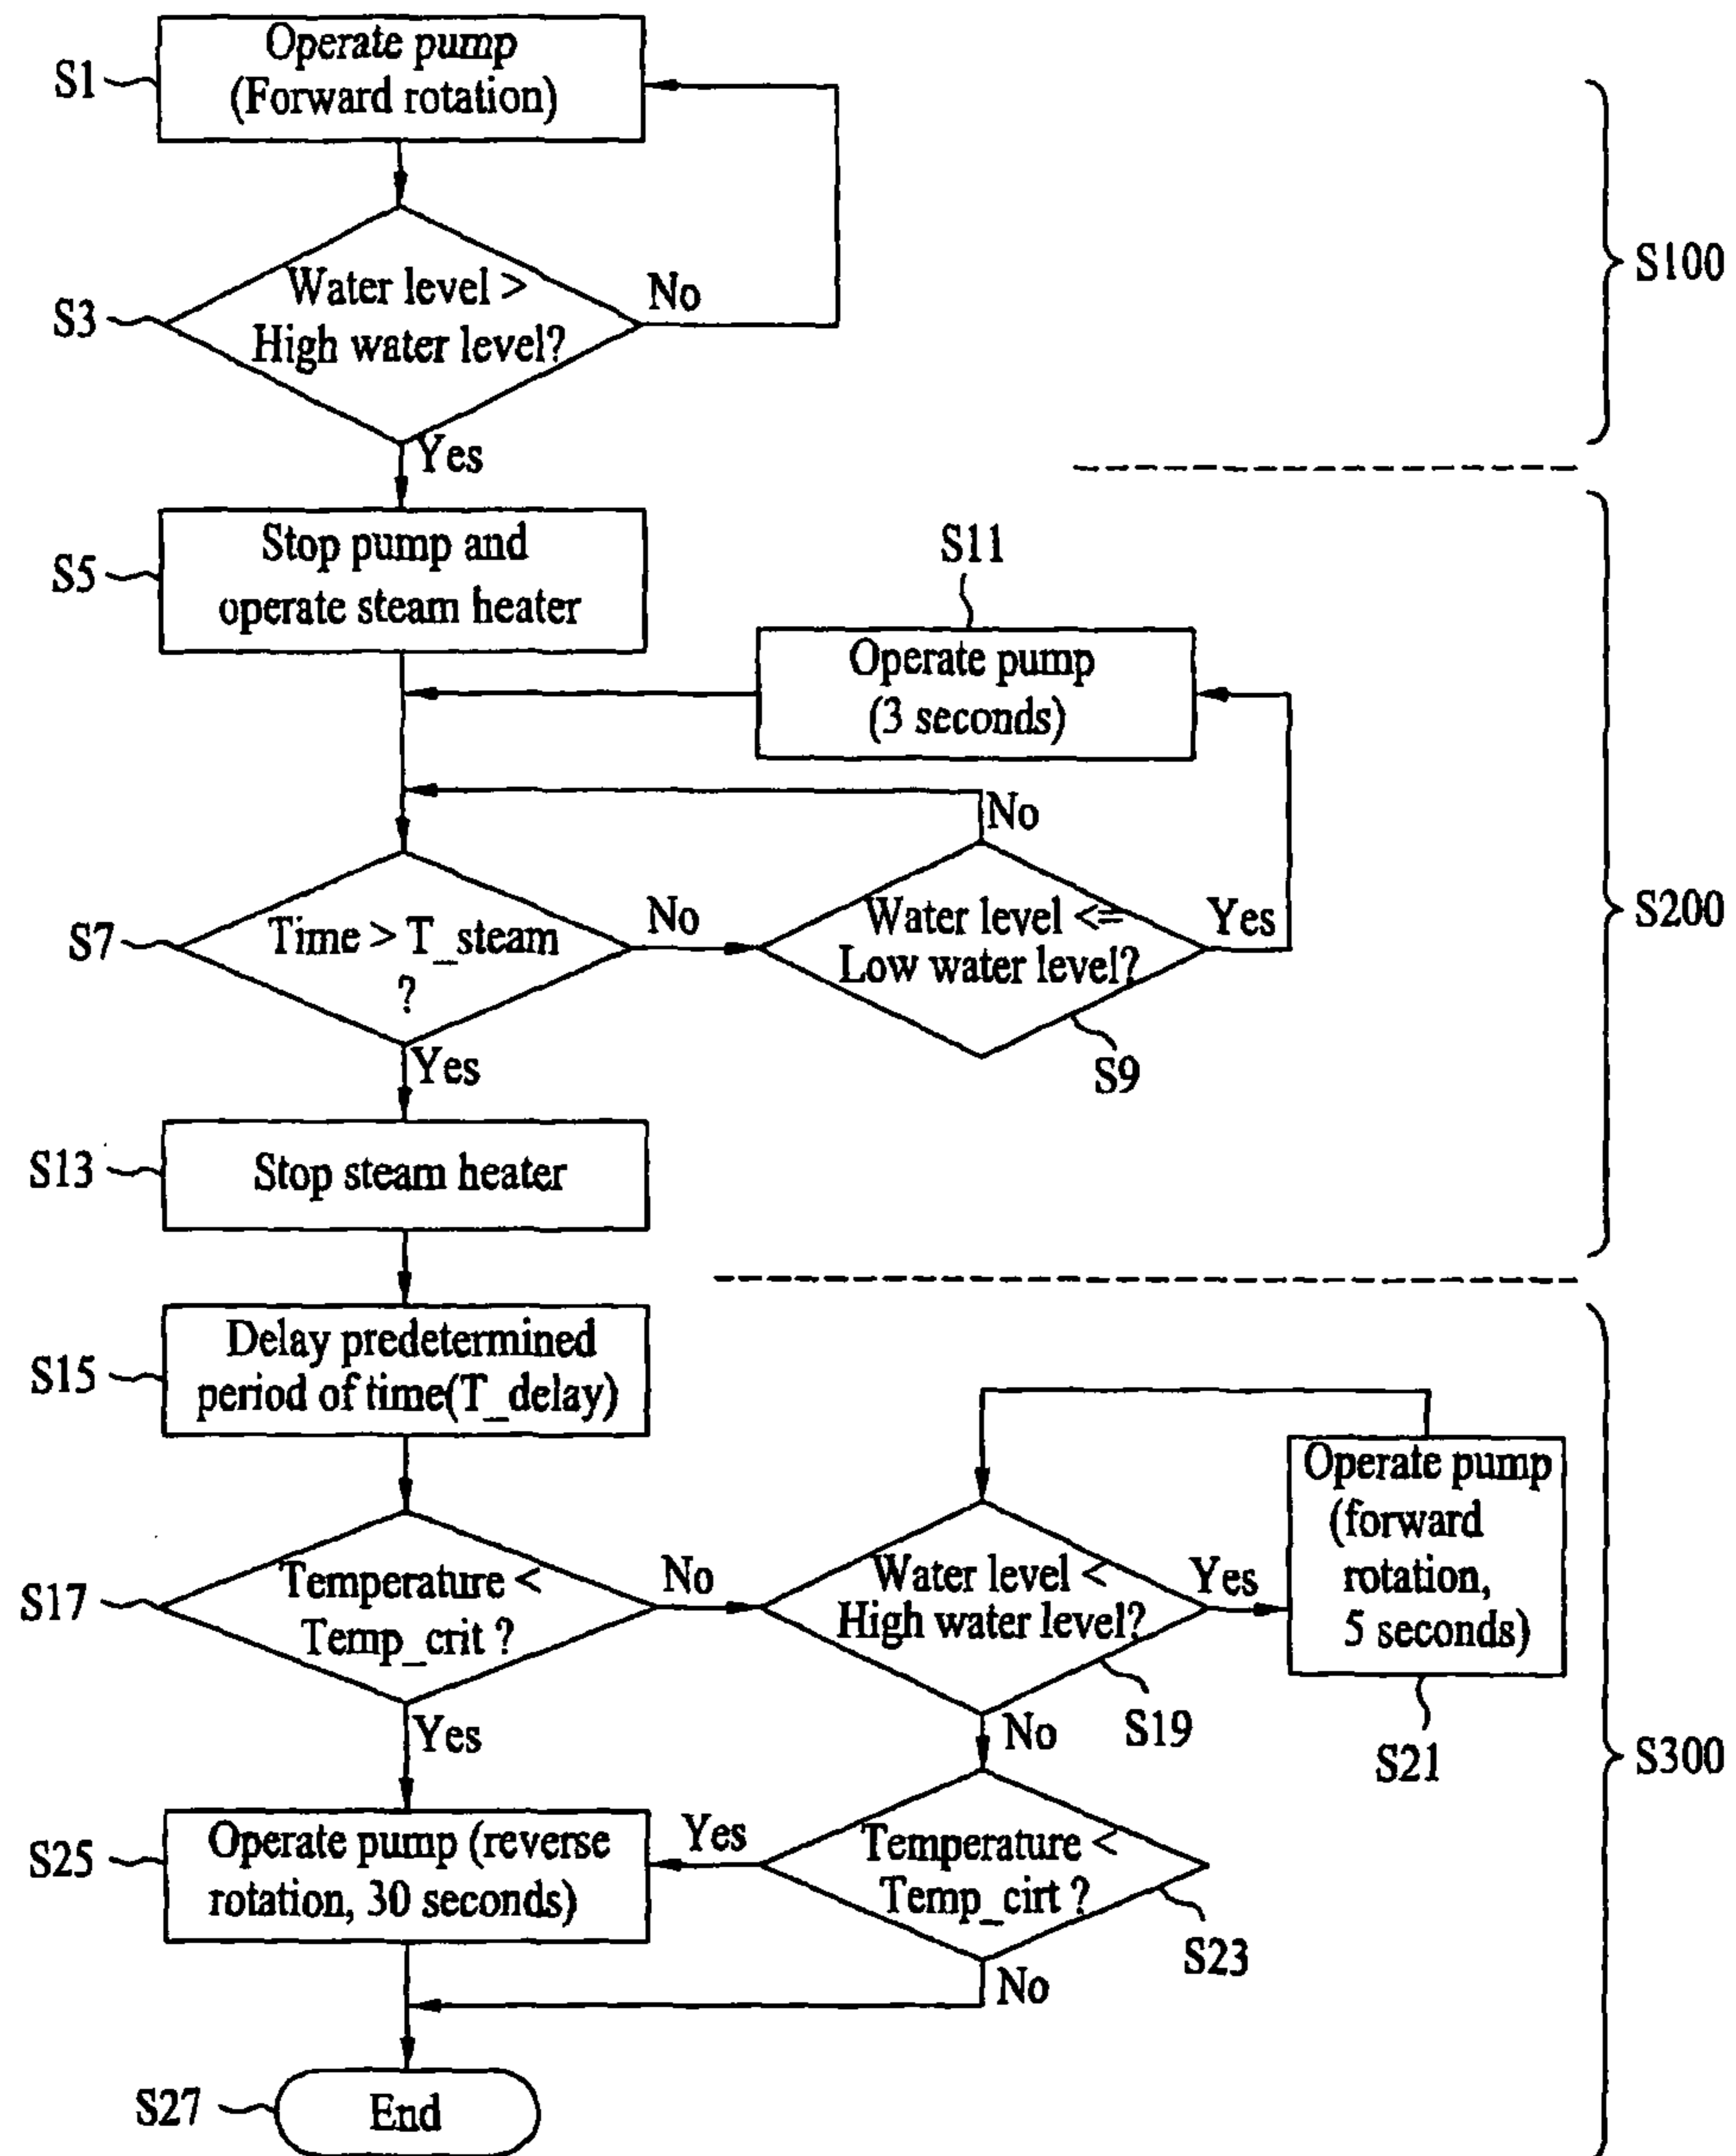 Operate pump
(Forward rotation)
S1
Water level >
High water level?
S3
No
S100
Yes
Stop pump and
operate steam heater
S5
S11
Operate pump
(3 seconds)
No
Time > T_steam
?
S7
No
Water level <=
Low water level?
Yes
S9
S200
Yes
S13
Stop steam heater
Delay predetermined
period of time(T_delay)
S15
Operate pump
(forward
rotation,
5 seconds)
S17
Temperature <
Temp_crit ?
No
Water level <
High water level?
Yes
S19
S21
S300
Yes
No
S25
Operate pump (reverse
rotation, 30 seconds)
Yes
Temperature <
Temp_cirt ?
S23
No
S27
End